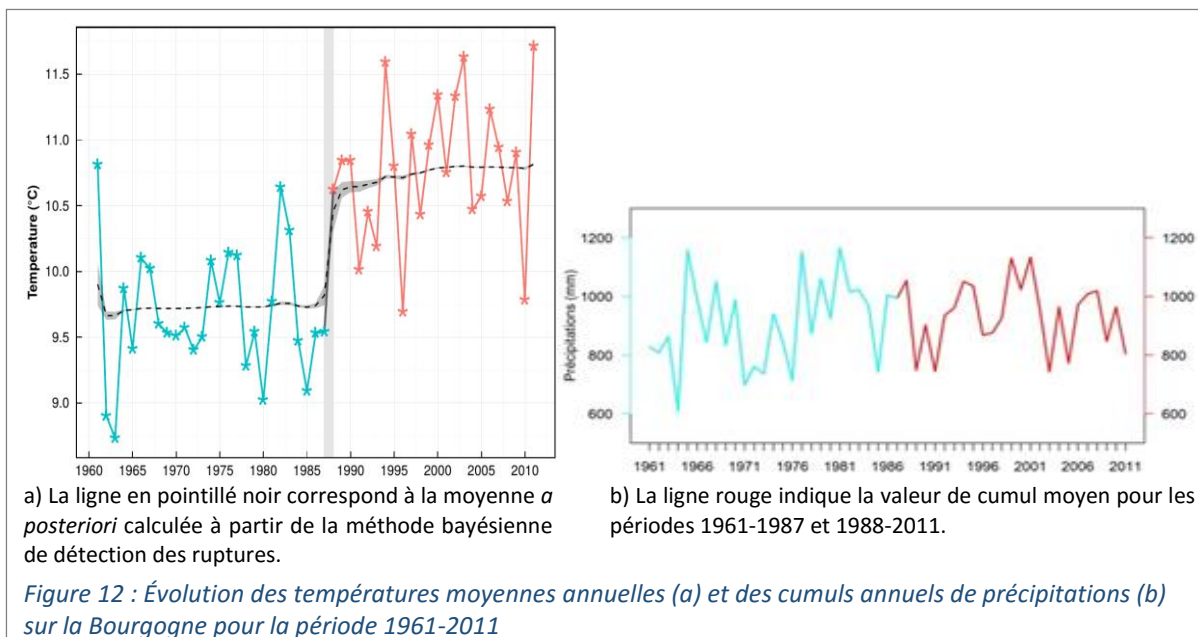 11.5
11.0
10.5
10.0
9.5
9.0
Temperature (°C)
1960 1965 1970 1975 1980 1985 1990 1995 2000 2005 2010
1200
1000
800
600
Précipitations (mm)
1200
1000
800
600
1961 1966 1971 1976 1981 1986 1991 1996 2001 2006 2011
a) La ligne en pointillé noir correspond à la moyenne a
posteriori calculée à partir de la méthode bayésienne
de détection des ruptures.
b) La ligne rouge indique la valeur de cumul moyen pour les
périodes 1961-1987 et 1988-2011.
Figure 12 : Évolution des températures moyennes annuelles (a) et des cumuls annuels de précipitations (b)
sur la Bourgogne pour la période 1961-2011